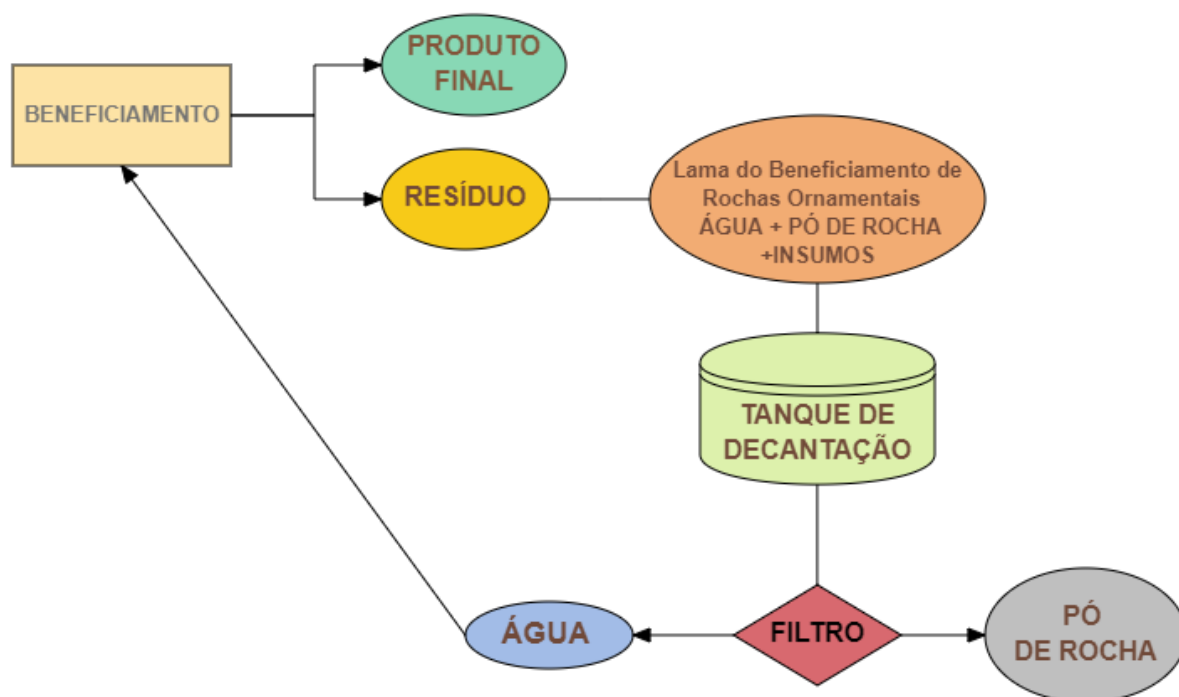 BENEFICIAMENTO
PRODUTO
FINAL
RESÍDUO
Lama do Beneficiamento de
Rochas Ornamentais
ÁGUA + PÓ DE ROCHA
+INSUMOS
TANQUE DE
DECANTAÇÃO
FILTRO
ÁGUA
PÓ
DE ROCHA